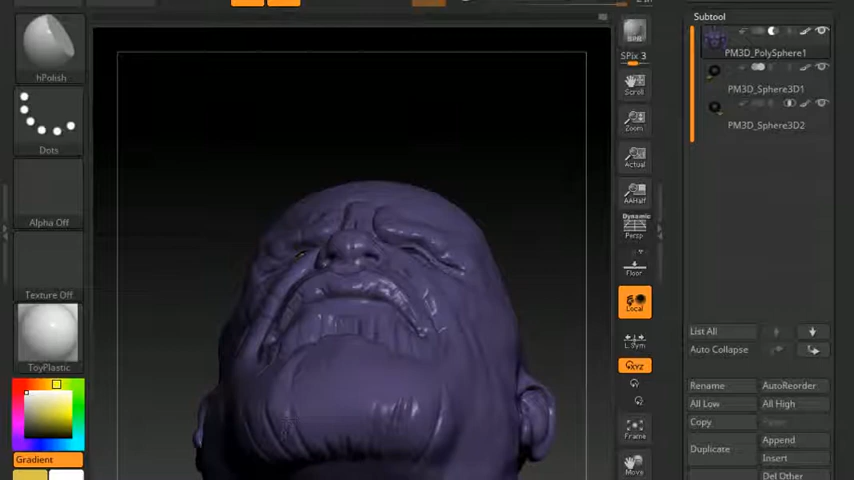 hPolish
Dots
Alpha Off
Texture Off
ToyPlastic
Gradient
BPR
SPix 3
Scroll
Zoom
Actual
AAHalf
Dynamic
Persp
Floor
Local
L.Sym
XYZ
Frame
Move
Subtool
PM3D_PolySphere1
PM3D_Sphere3D1
PM3D_Sphere3D2
List All
Auto Collapse
Rename
AutoReorder
All Low
All High
Copy
Duplicate
Append
Insert
Del Other